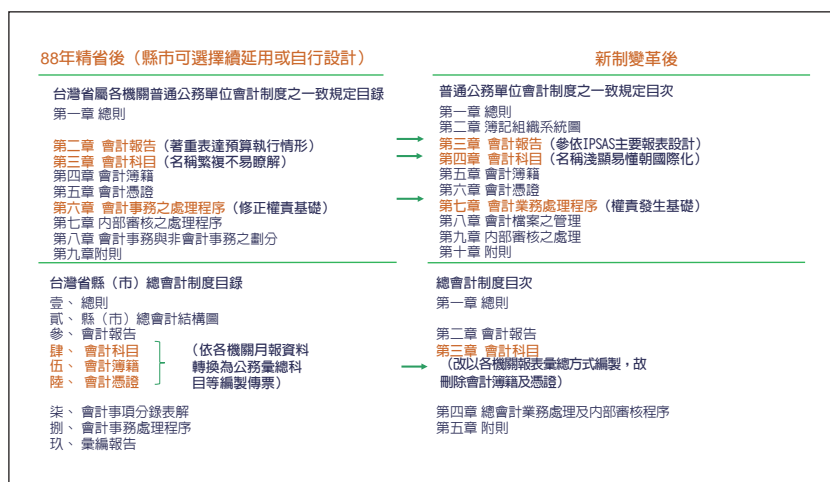 88年精省後（縣市可選擇續延用或自行設計）
台灣省屬各機關普通公務單位會計制度之一致規定目錄
第一章 總則
第二章 會計報告（著重表達預算執行情形）
第三章 會計科目（名稱繁複不易瞭解）
第四章 會計簿籍
第五章 會計憑證
第六章 會計事務之處理程序（修正權責基礎）
第七章 內部審核之處理程序
第八章 會計事務與非會計事務之劃分
第九章附則
台灣省縣（市）總會計制度目錄
壹、 總則
貳、 縣（市）總會計結構圖
參、 會計報告
肆、 會計科目
伍、 會計簿籍
陸、 會計憑證
（依各機關月報資料
轉換為公務彙總科
目等編製傳票）
柒、 會計事項分錄表解
捌、 會計事務處理程序
玖、 彙編報告
新制變革後
普通公務單位會計制度之一致規定目次
第一章 總則
第二章 簿記組織系統圖
第三章 會計報告（參依IPSAS主要報表設計）
第四章 會計科目（名稱淺顯易懂朝國際化）
第五章 會計簿籍
第六章 會計憑證
第七章 會計業務處理程序（權責發生基礎）
第八章 會計檔案之管理
第九章 內部審核之處理
第十章 附則
總會計制度目次
第一章 總則
第二章 會計報告
第三章 會計科目
（改以各機關報表彙總方式編製，故
刪除會計簿籍及憑證）
第四章 總會計業務處理及內部審核程序
第五章 附則